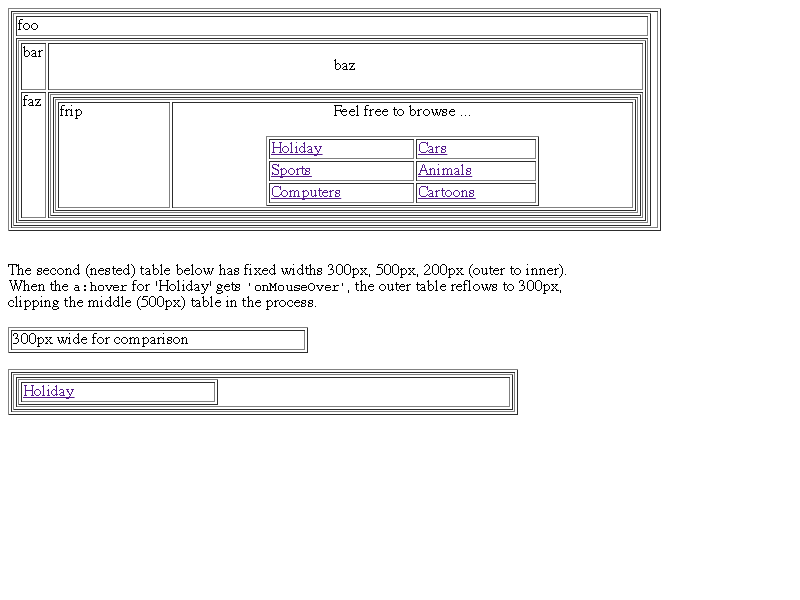 foo
bar
baz
faz
frip
Feel free to browse ...
Holiday Cars
Sports Animals
Computers Cartoons
The second (nested) table below has fixed widths 300px, 500px, 200px (outer to inner).
When the a:hover for 'Holiday' gets 'onMouseOver', the outer table reflows to 300px,
clipping the middle (500px) table in the process.
300px wide for comparison
Holiday